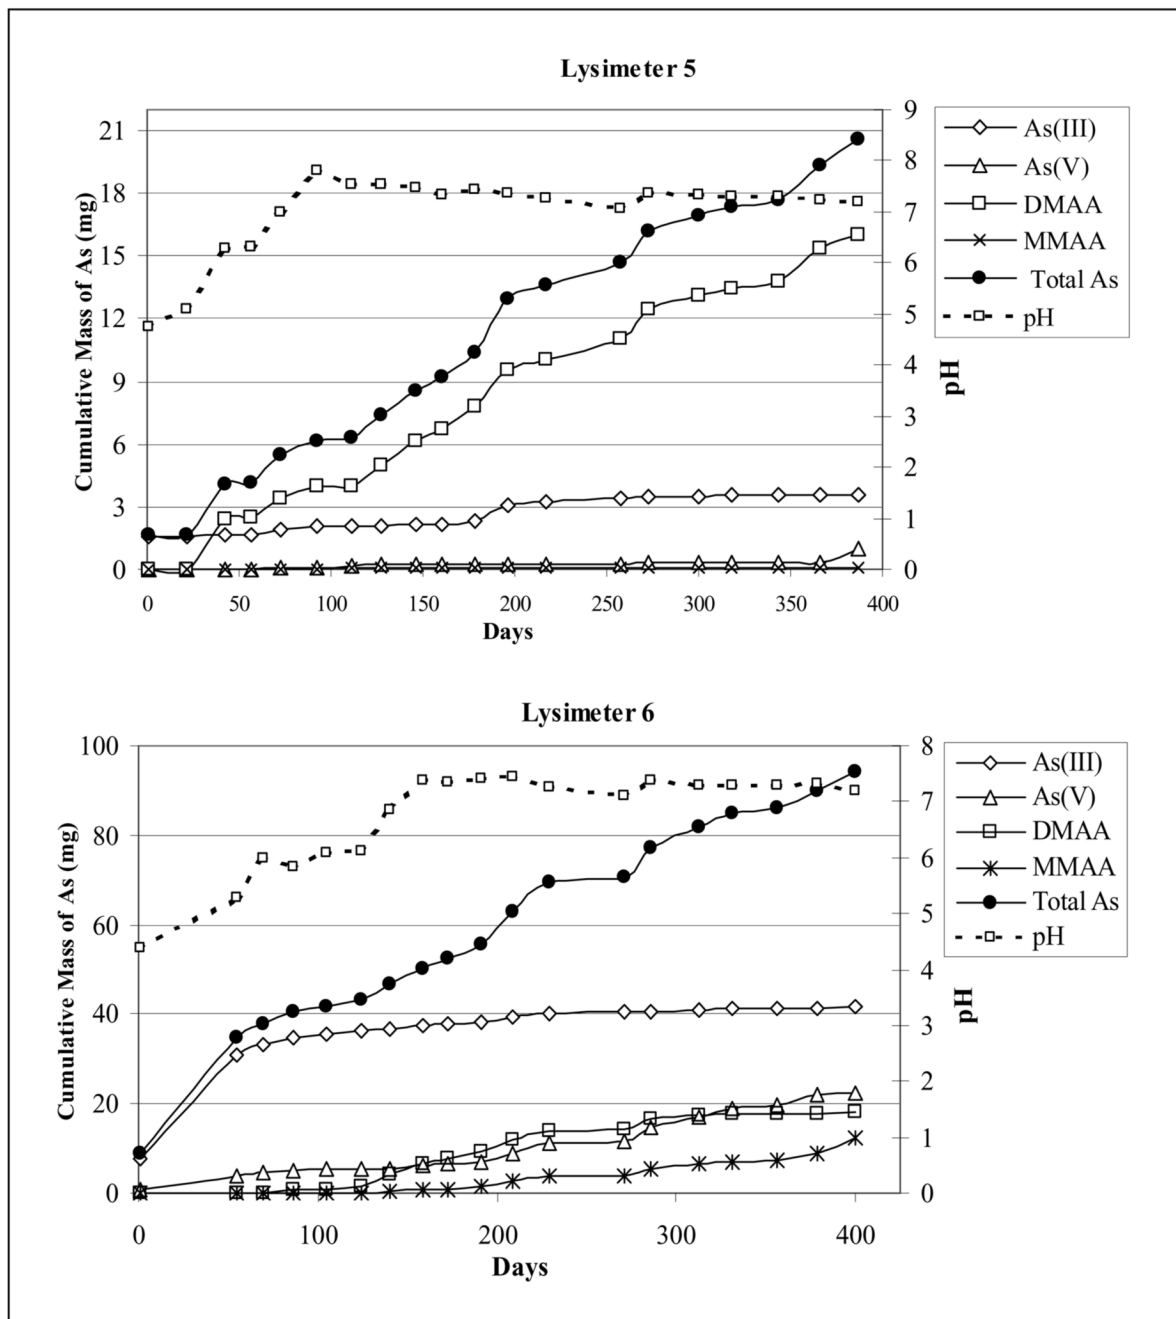 Lysimeter 5
Cumulative Mass of As (mg)
21
18
15
12
9
6
3
0
9
8
7
6
5
4
3
2
1
0
pH
0 50 100 150 200 250 300 350 400
Days
As(III)
As(V)
DMAA
MMAA
Total As
pH
Lysimeter 6
Cumulative Mass of As (mg)
100
80
60
40
20
0
8
7
6
5
4
3
2
1
0
pH
0 100 200 300 400
Days
As(III)
As(V)
DMAA
MMAA
Total As
pH